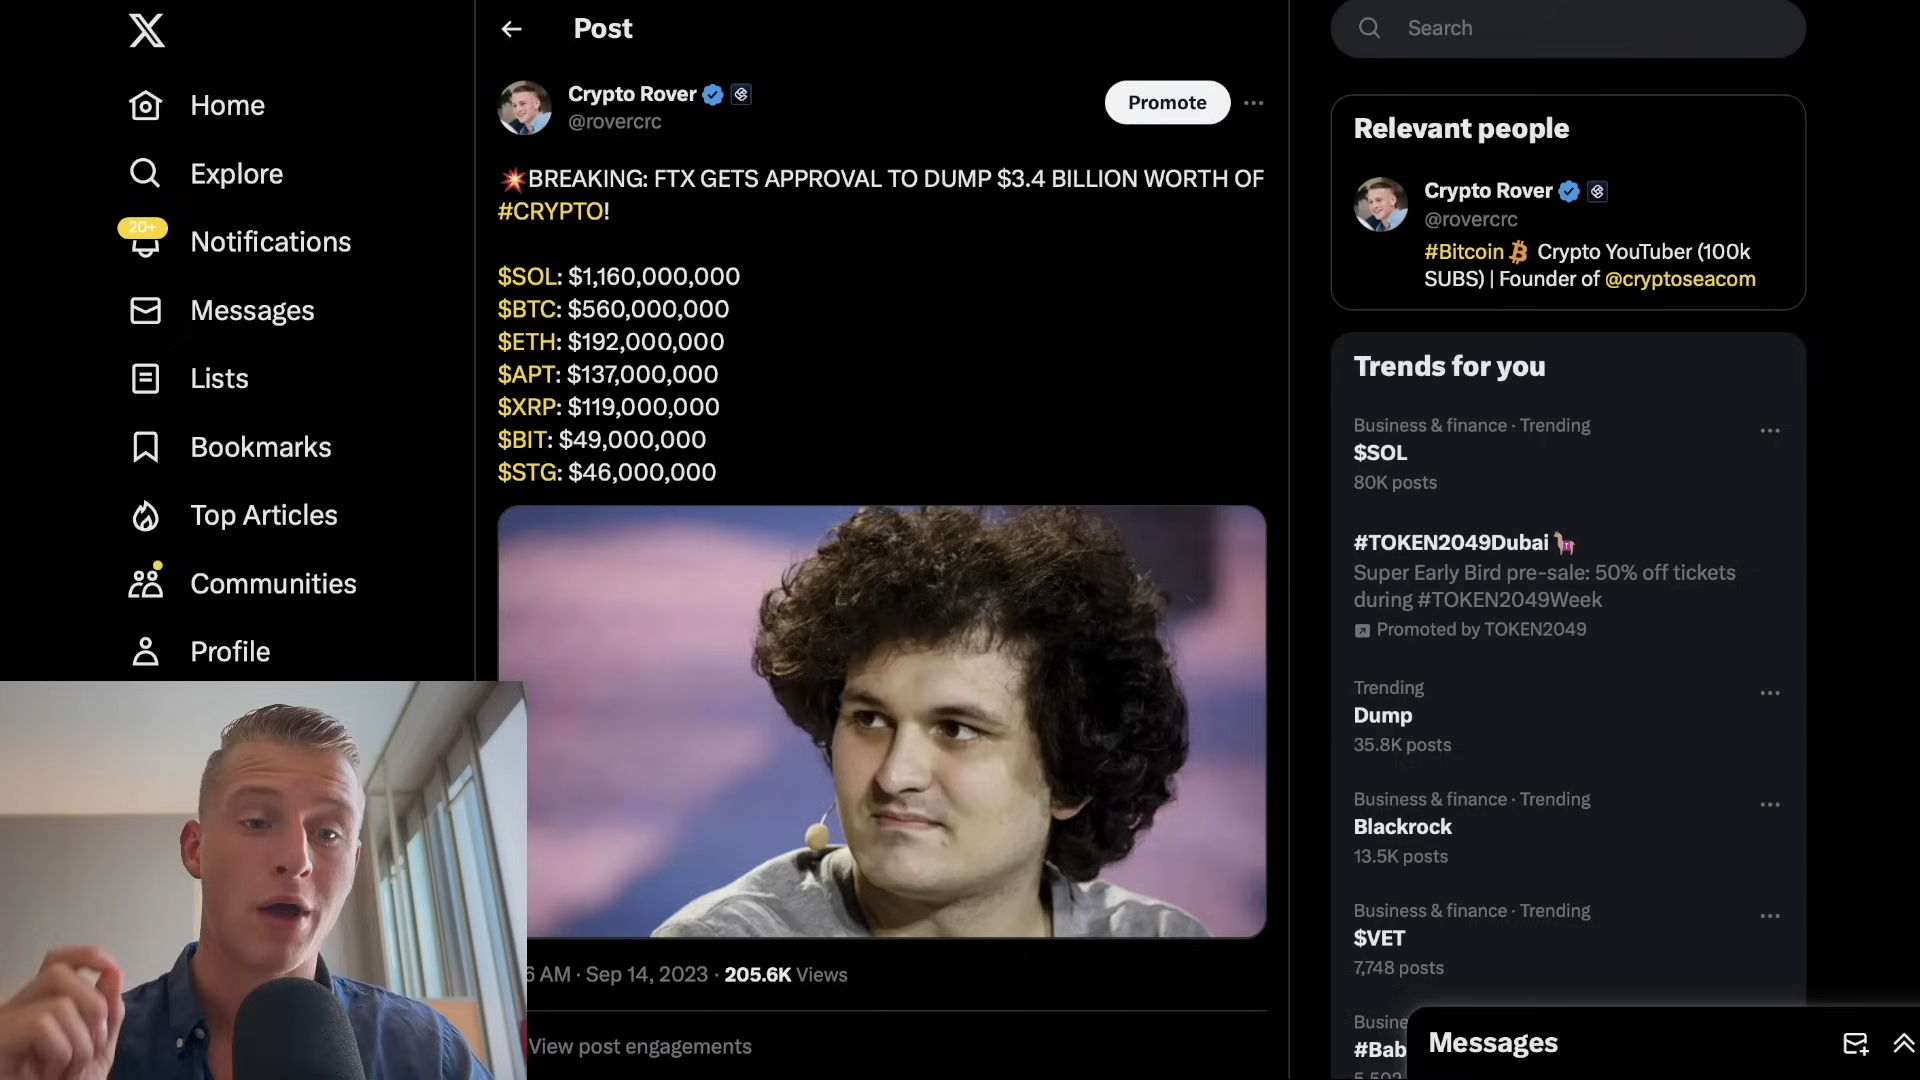 Home
Explore
20+
Notifications
Messages
Lists
Bookmarks
Top Articles
Communities
Profile
Post
Crypto Rover
@rovercrc
Promote
BREAKING: FTX GETS APPROVAL TO DUMP $3.4 BILLION WORTH OF
#CRYPTO!
$SOL: $1,160,000,000
$BTC: $560,000,000
$ETH: $192,000,000
$APT: $137,000,000
$XRP: $119,000,000
$BIT: $49,000,000
$STG: $46,000,000
6 AM · Sep 14, 2023 · 205.6K Views
View post engagements
Search
Relevant people
Crypto Rover
@rovercrc
#Bitcoin Crypto YouTuber (100k
SUBS) | Founder of @cryptoseacom
Trends for you
Business & finance · Trending
$SOL
80K posts
#TOKEN2049Dubai
Super Early Bird pre-sale: 50% off tickets
during #TOKEN2049Week
Promoted by TOKEN2049
Trending
Dump
35.8K posts
Business & finance · Trending
Blackrock
13.5K posts
Business & finance · Trending
$VET
7,748 posts
Busine
#Bab
Messages